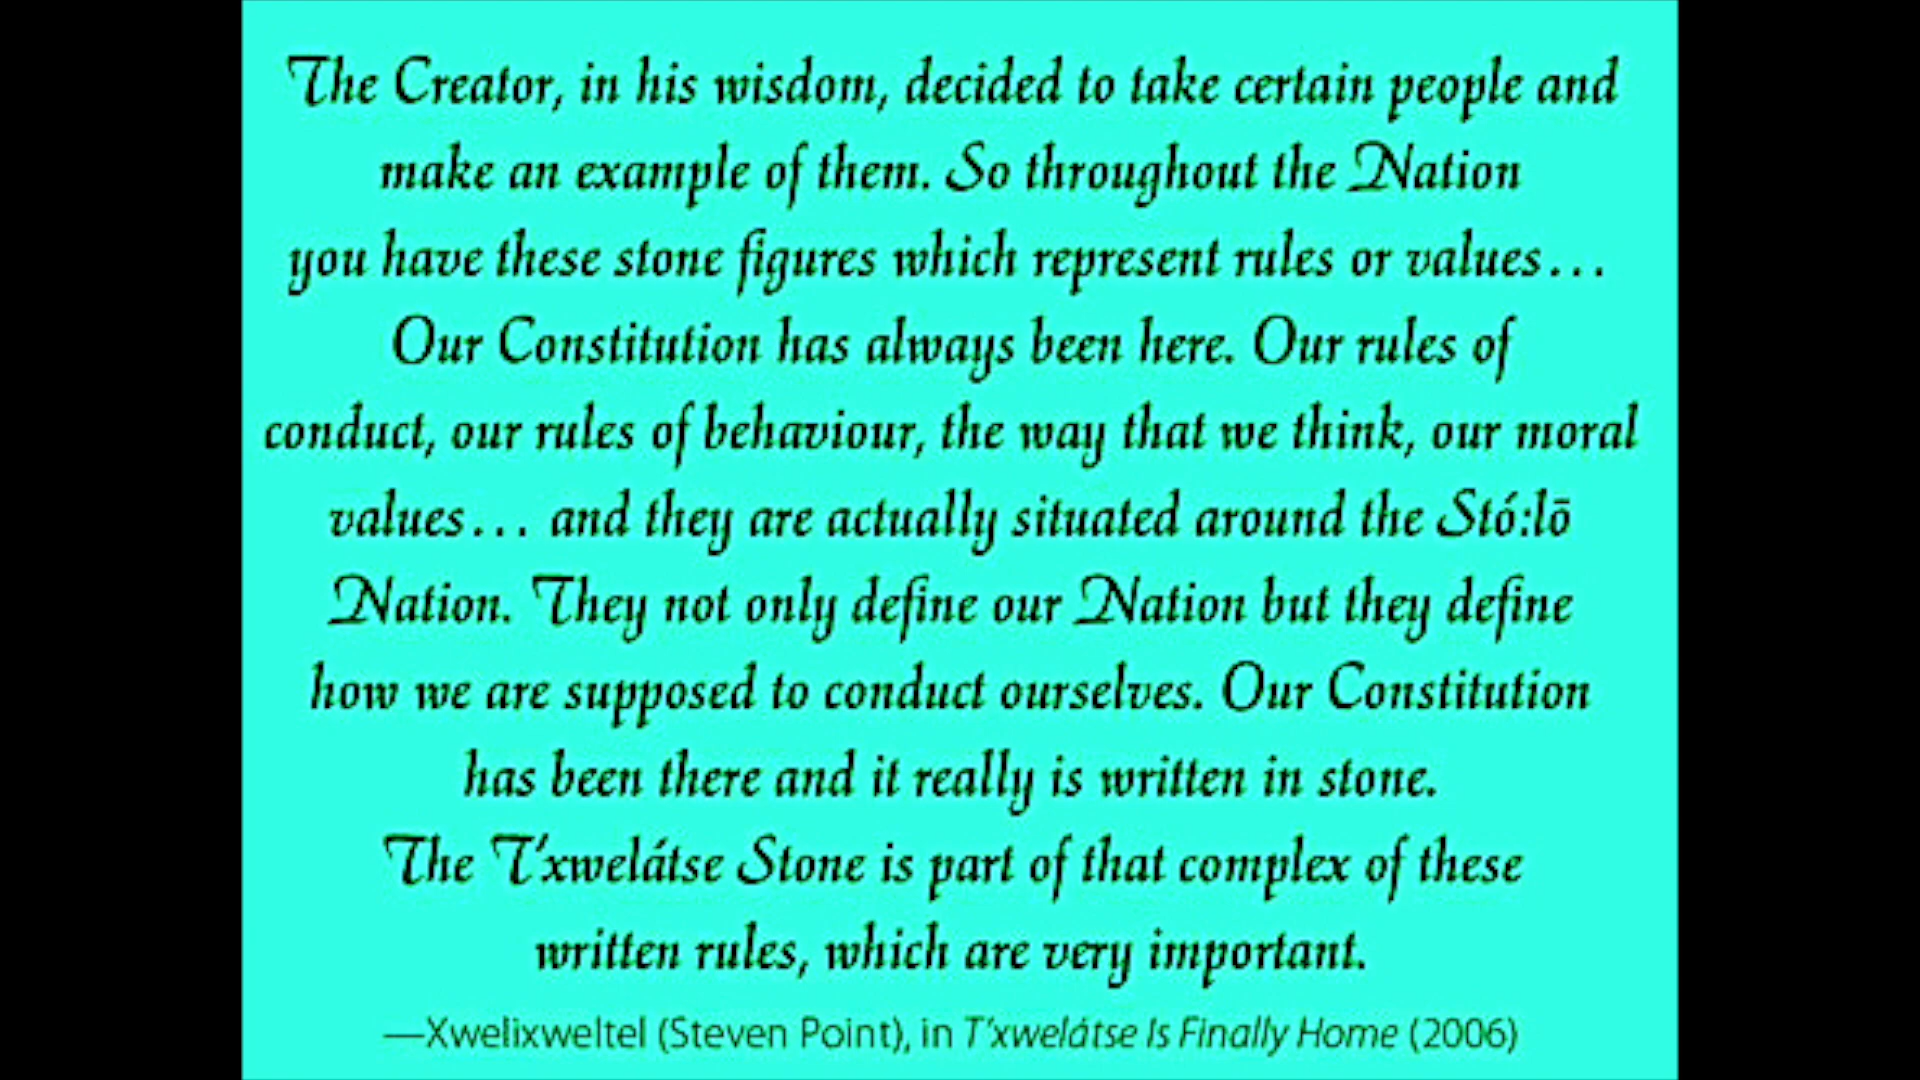 The Creator, in his wisdom, decided to take certain people and
make an example of them. So throughout the Nation
you have these stone figures which represent rules or values…
Our Constitution has always been here. Our rules of
conduct, our rules of behaviour, the way that we think, our moral
values… and they are actually situated around the Stó:lō
Nation. They not only define our Nation but they define
how we are supposed to conduct ourselves. Our Constitution
has been there and it really is written in stone.
The T’xwelátse Stone is part of that complex of these
written rules, which are very important.
—Xwelixweltel (Steven Point), in T’xwelátse Is Finally Home (2006)